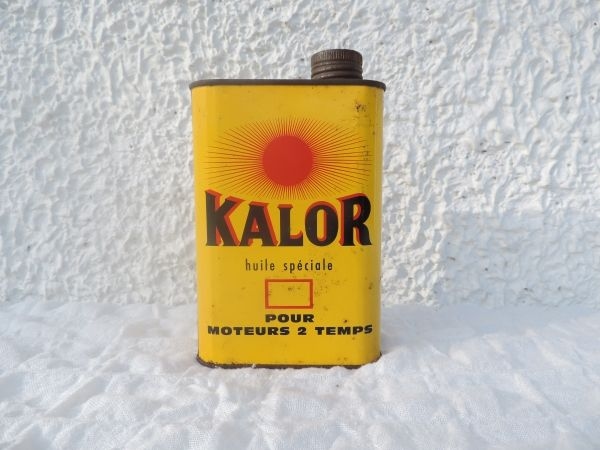 KALOR
huile spéciale
POUR
MOTEURS 2 TEMPS